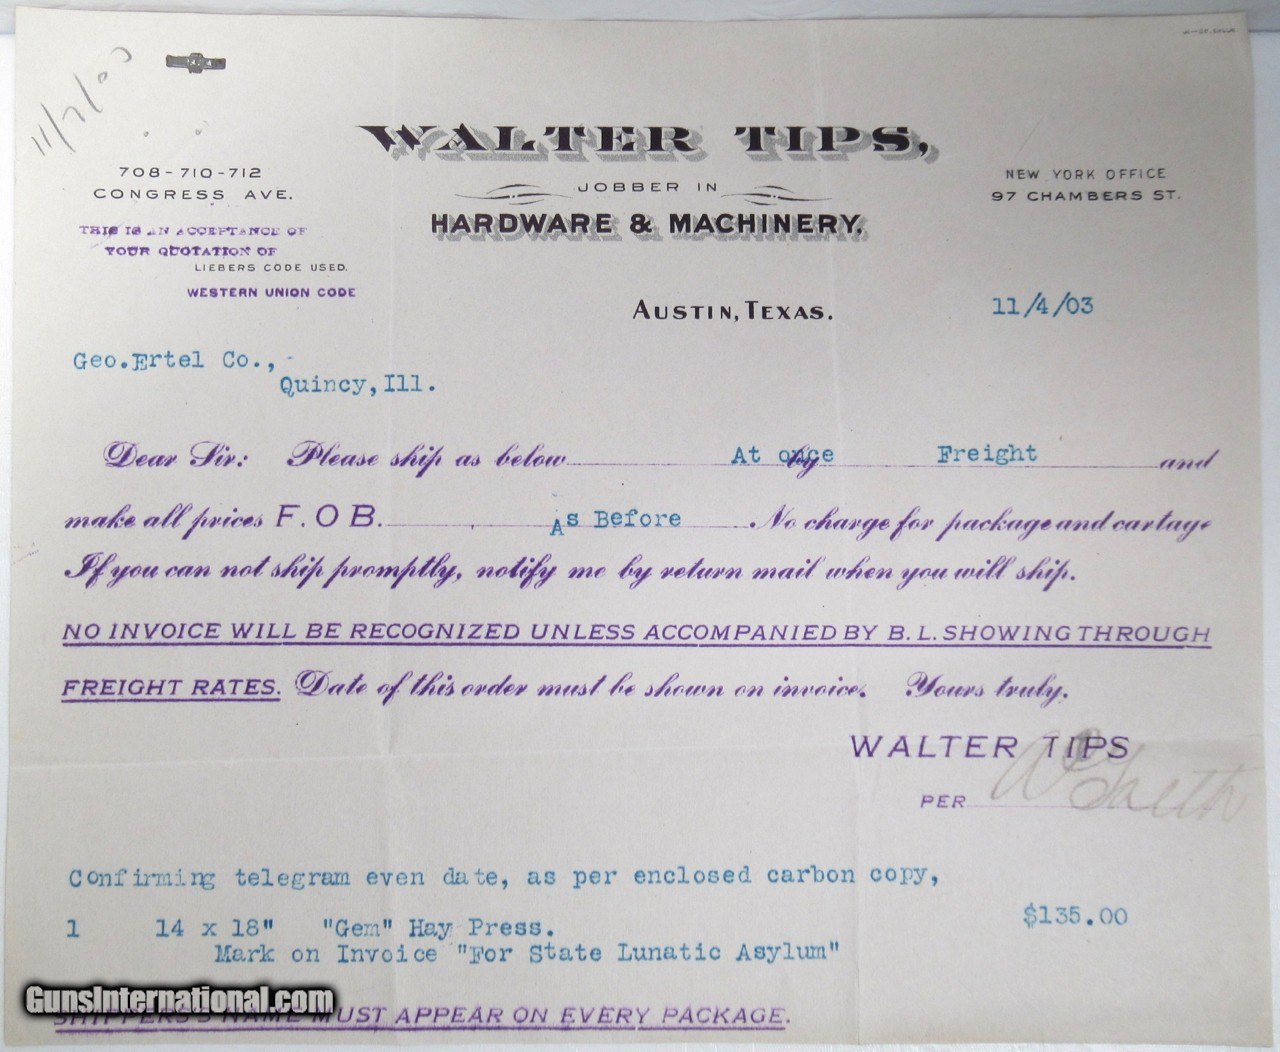 11/7/03
WALTER TIPS,
JOBBER IN
HARDWARE & MACHINERY.
708-710-712
CONGRESS AVE.
NEW YORK OFFICE
97 CHAMBERS ST.
THIS IS AN ACCEPTANCE OF
YOUR QUOTATION OF
LIEBERS CODE USED.
WESTERN UNION CODE
AUSTIN, TEXAS. 11/4/03
Geo.Ertel Co.,
Quincy,Ill.
Dear Sir: Please ship as below At once by Freight and
make all prices F.O B. As Before No charge for package and cartage
If you can not ship promptly, notify me by return mail when you will ship.
NO INVOICE WILL BE RECOGNIZED UNLESS ACCOMPANIED BY B. L. SHOWING THROUGH
FREIGHT RATES. Date of this order must be shown on invoice. Yours truly.
WALTER TIPS
PER
Confirming telegram even date, as per enclosed carbon copy,
1 14 x 18" "Gem" Hay Press. $135.00
Mark on Invoice "For State Lunatic Asylum"
SHIPPERS'S NAME MUST APPEAR ON EVERY PACKAGE.
GunsInternational.com